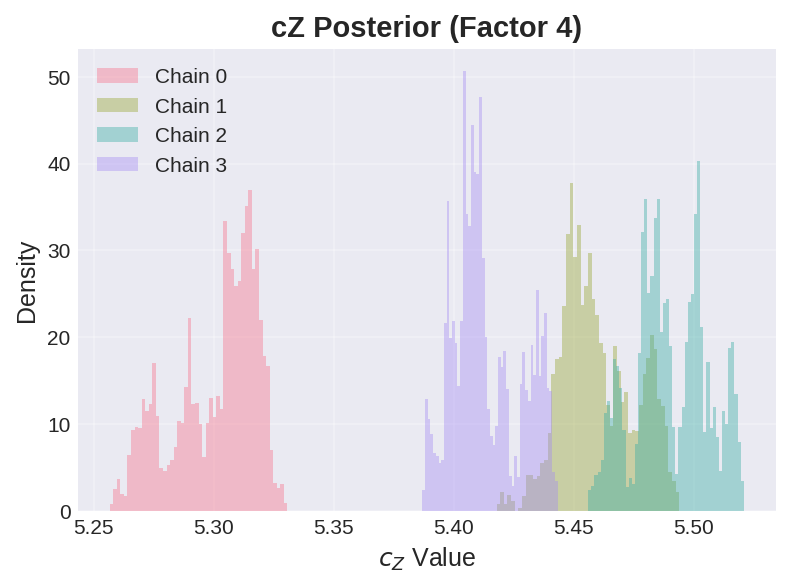 cZ Posterior (Factor 4)
Chain 0
Chain 1
Chain 2
Chain 3
Density
50
40
30
20
10
0
5.25 5.30 5.35 5.40 5.45 5.50
c_Z Value